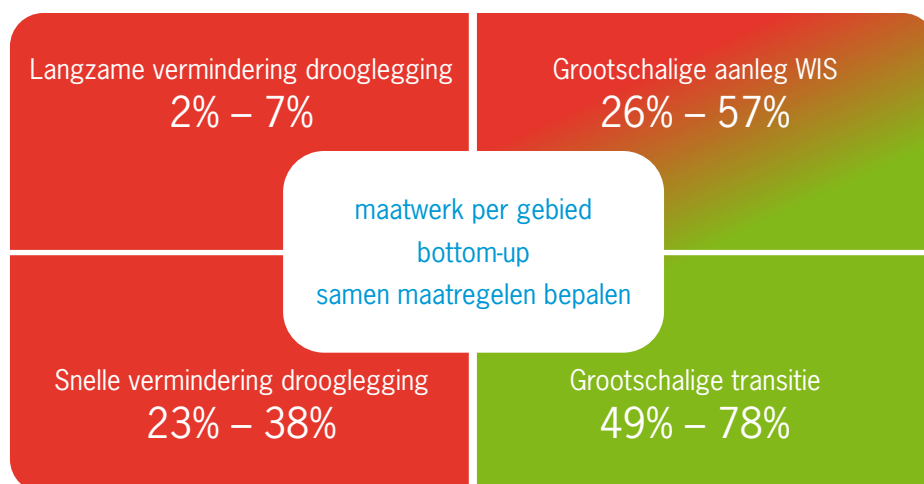 Langzame vermindering drooglegging
2% – 7%
Grootschalige aanleg WIS
26% – 57%
maatwerk per gebied
bottom-up
samen maatregelen bepalen
Snelle vermindering drooglegging
23% – 38%
Grootschalige transitie
49% – 78%